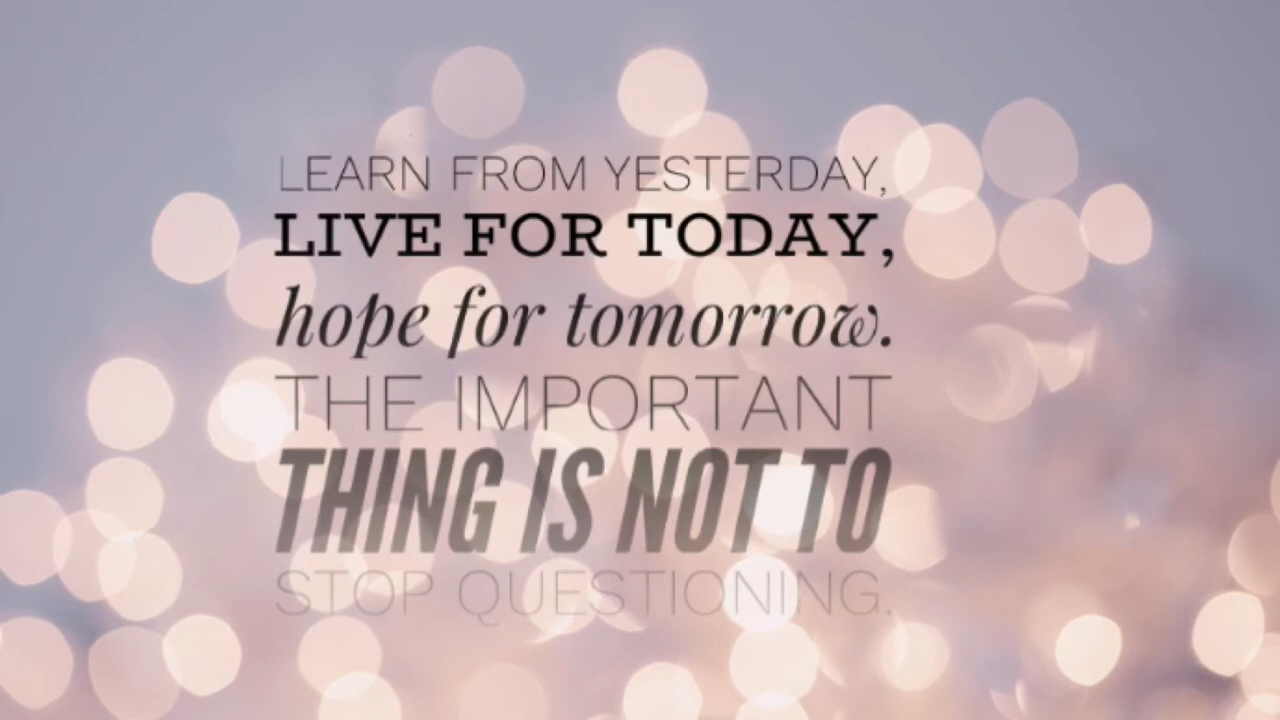 LEARN FROM YESTERDAY,
LIVE FOR TODAY,
hope for tomorrow.
THE IMPORTANT
THING IS NOT TO
STOP QUESTIONING.